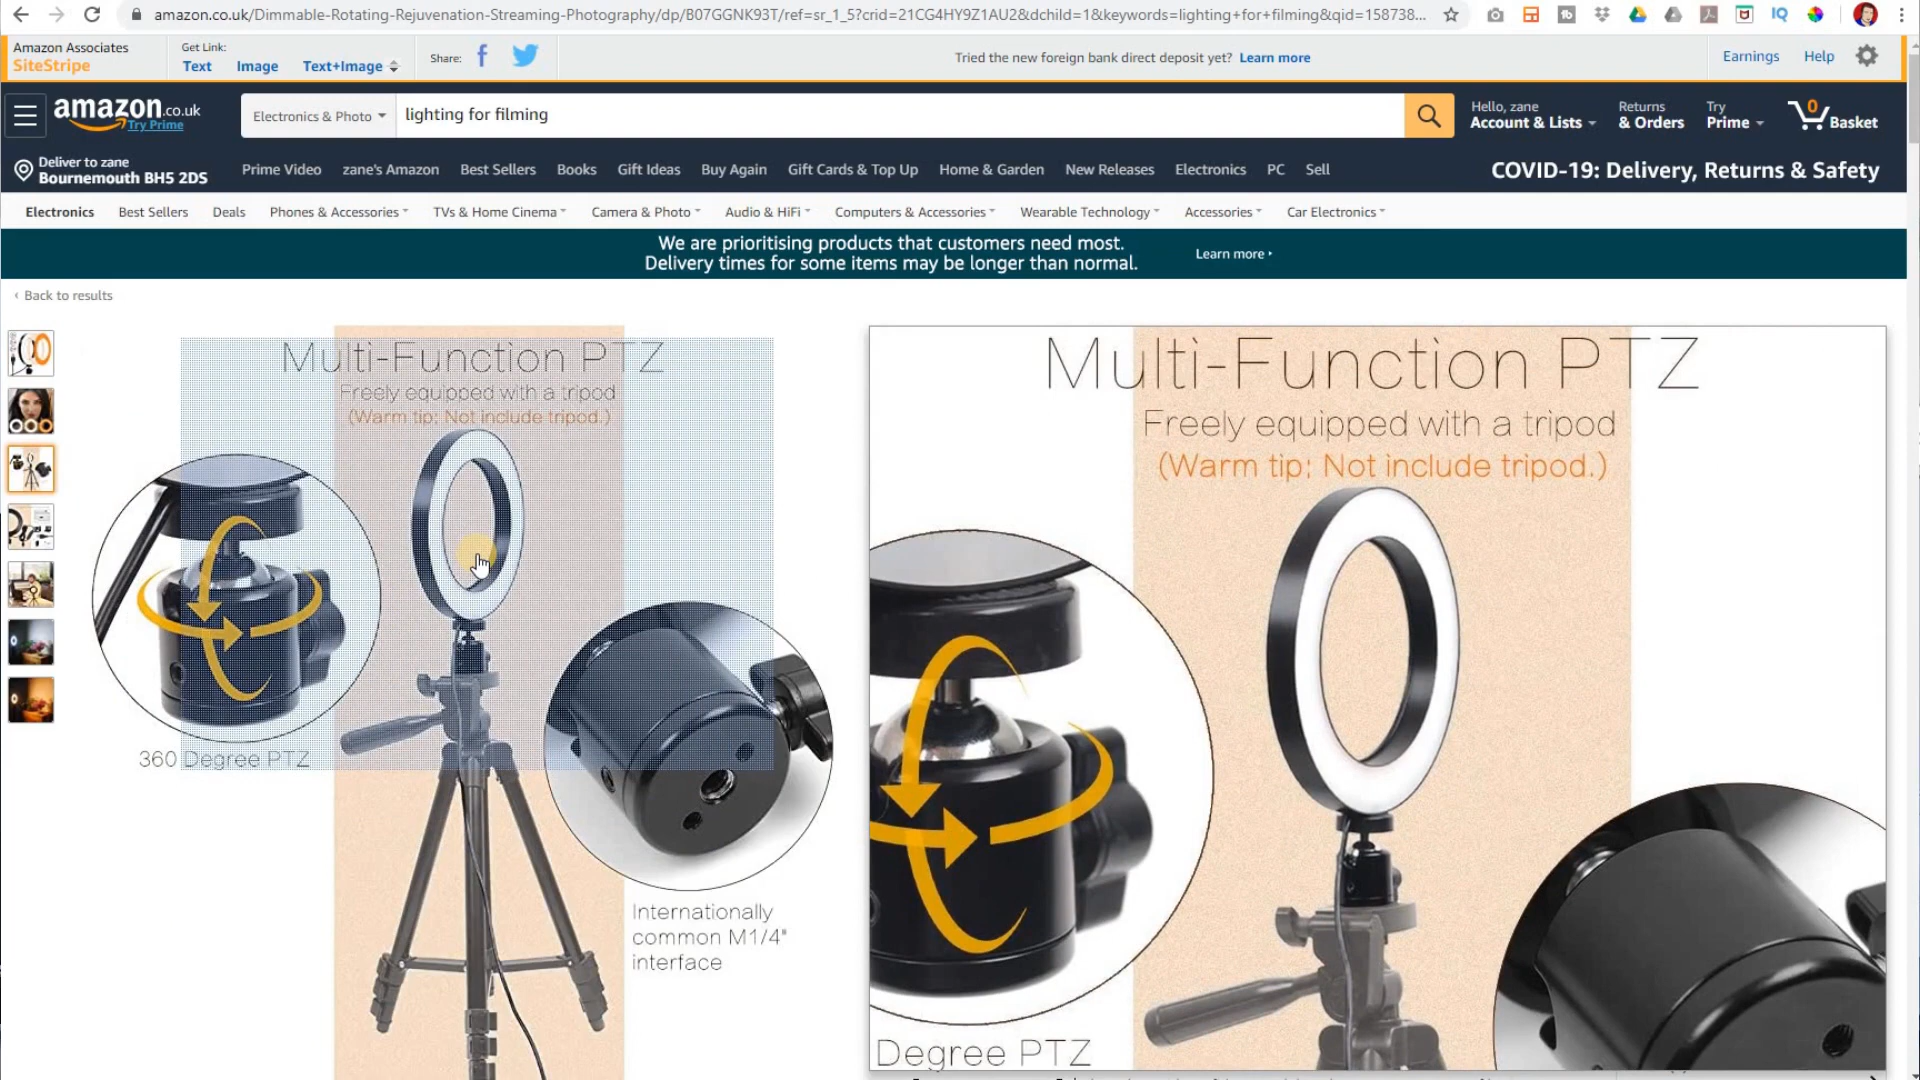 amazon.co.uk/Dimmable-Rotating-Rejuvenation-Streaming-Photography/dp/B07GGNK93T/ref=sr_1_5?crid=21CG4HY9Z1AU2&dchild=1&keywords=lighting+for+filming&qid=158738...
Amazon Associates
SiteStripe
Get Link:
Text Image Text+Image
Share:
Tried the new foreign bank direct deposit yet? Learn more
Earnings Help
amazon.co.uk
Try Prime
Electronics & Photo
lighting for filming
Hello, zane
Account & Lists
Returns
& Orders
Try
Prime
0
Basket
Deliver to zane
Bournemouth BH5 2DS
Prime Video zane's Amazon Best Sellers Books Gift Ideas Buy Again Gift Cards & Top Up Home & Garden New Releases Electronics PC Sell
COVID-19: Delivery, Returns & Safety
Electronics Best Sellers Deals Phones & Accessories TVs & Home Cinema Camera & Photo Audio & HiFi Computers & Accessories Wearable Technology Accessories Car Electronics
We are prioritising products that customers need most.
Delivery times for some items may be longer than normal.
Learn more
‹ Back to results
Multi-Function PTZ
Freely equipped with a tripod
(Warm tip: Not include tripod.)
360 Degree PTZ
Internationally
common M1/4"
interface
Multi-Function PTZ
Freely equipped with a tripod
(Warm tip: Not include tripod.)
Degree PTZ